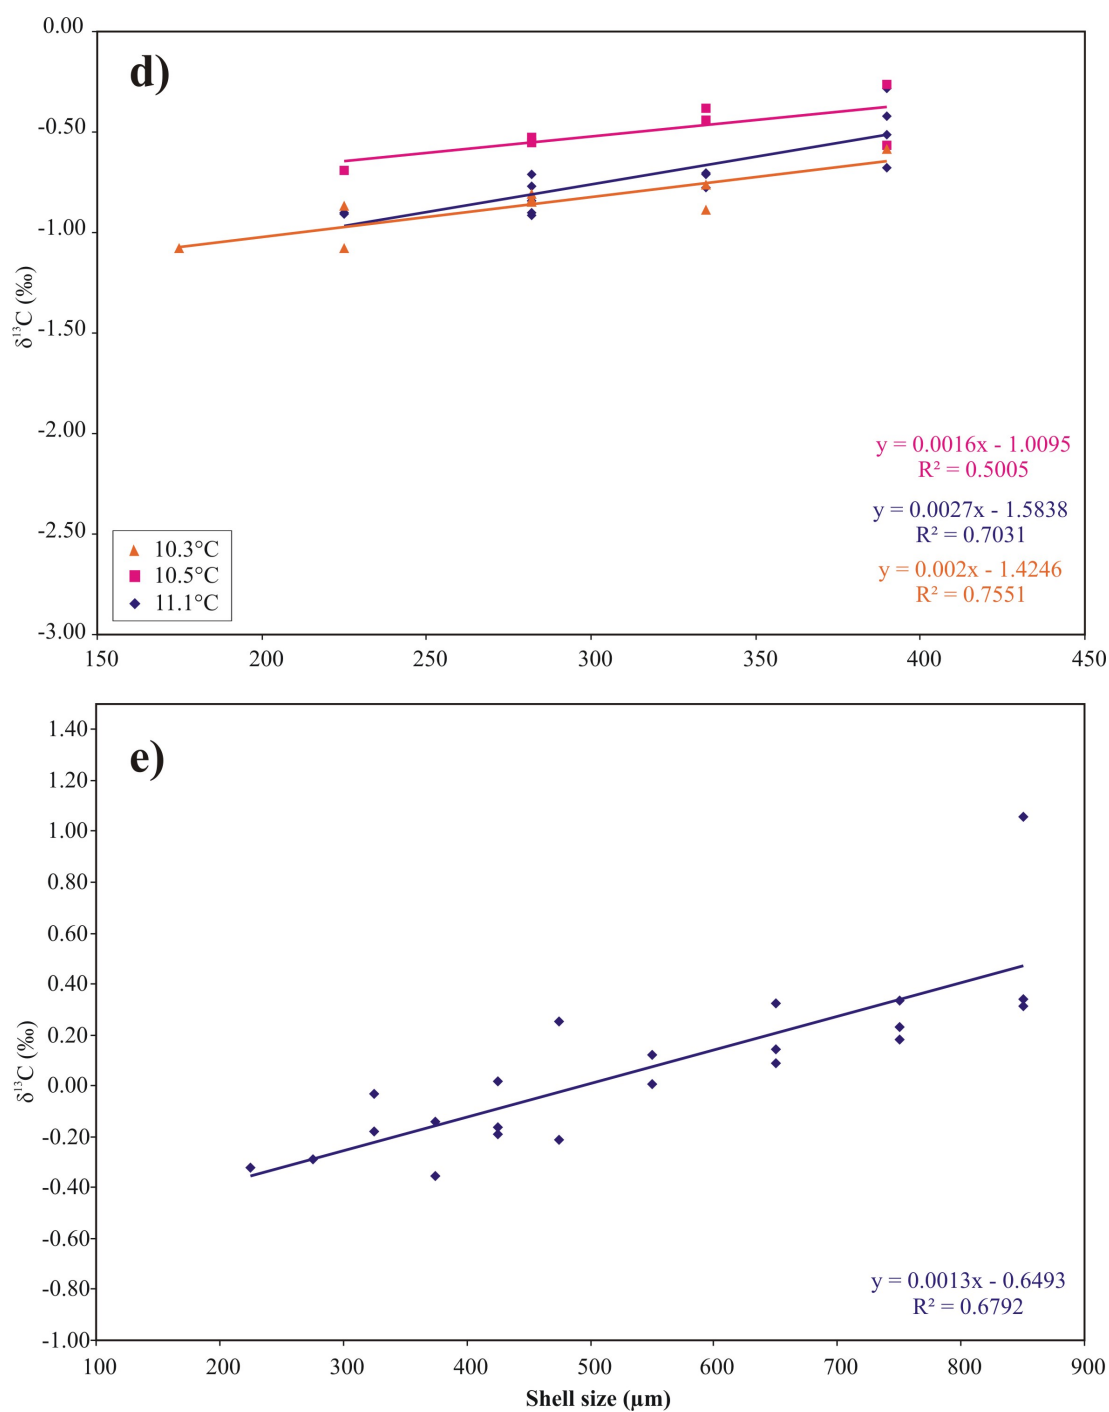 d)
0.00
-0.50
-1.00
-1.50
-2.00
-2.50
-3.00
δ¹³C (‰)
y = 0.0016x - 1.0095
R² = 0.5005
y = 0.0027x - 1.5838
R² = 0.7031
y = 0.002x - 1.4246
R² = 0.7551
10.3°C
10.5°C
11.1°C
150 200 250 300 350 400 450
e)
1.40
1.20
1.00
0.80
0.60
0.40
0.20
0.00
-0.20
-0.40
-0.60
-0.80
-1.00
δ¹³C (‰)
y = 0.0013x - 0.6493
R² = 0.6792
100 200 300 400 500 600 700 800 900
Shell size (µm)